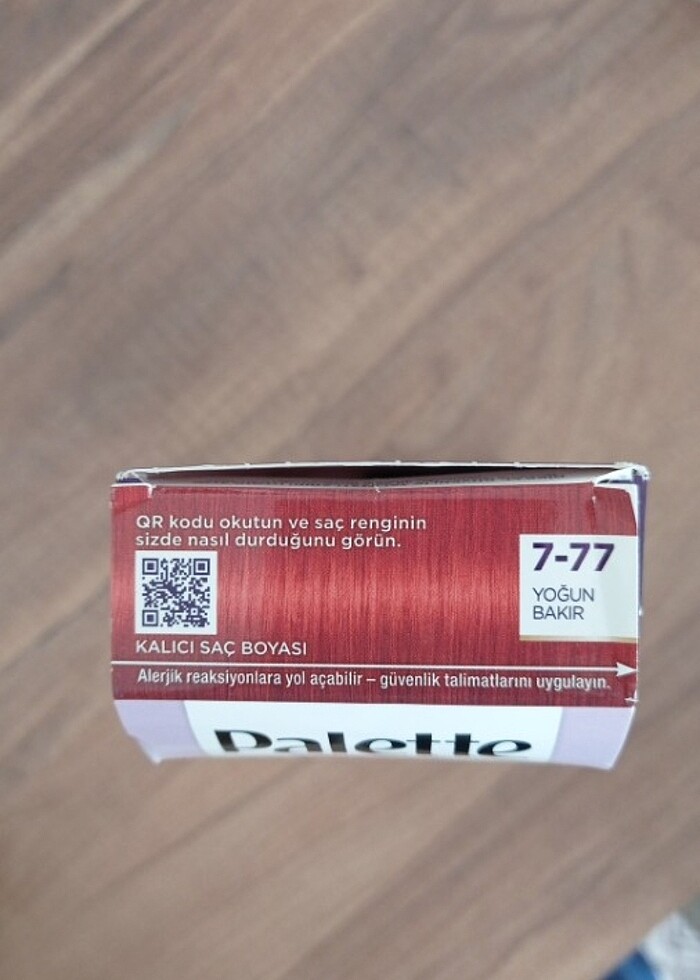 QR kodu okutun ve saç renginin
sizde nasıl durduğunu görün.
7-77
YOĞUN
BAKIR
KALICI SAÇ BOYASI
Alerjik reaksiyonlara yol açabilir – güvenlik talimatlarını uygulayın.
Palette